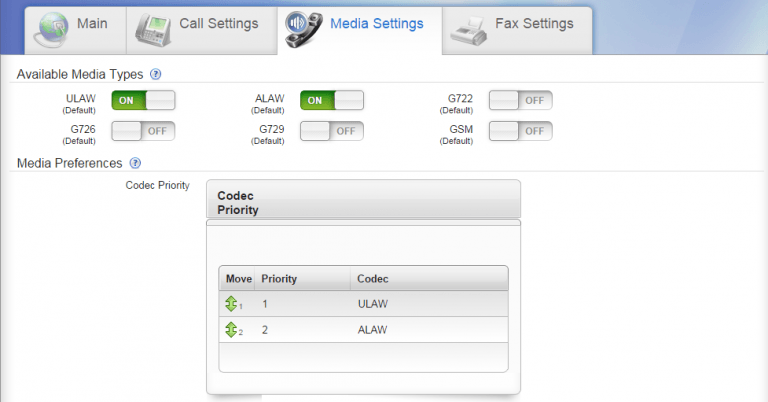 Main Call Settings Media Settings Fax Settings
Available Media Types ?
ULAW ON ALAW ON G722 OFF
(Default) (Default) (Default)
G726 OFF G729 OFF GSM OFF
(Default) (Default) (Default)
Media Preferences ?
Codec Priority
Codec
Priority
Move Priority Codec
1 1 ULAW
2 2 ALAW